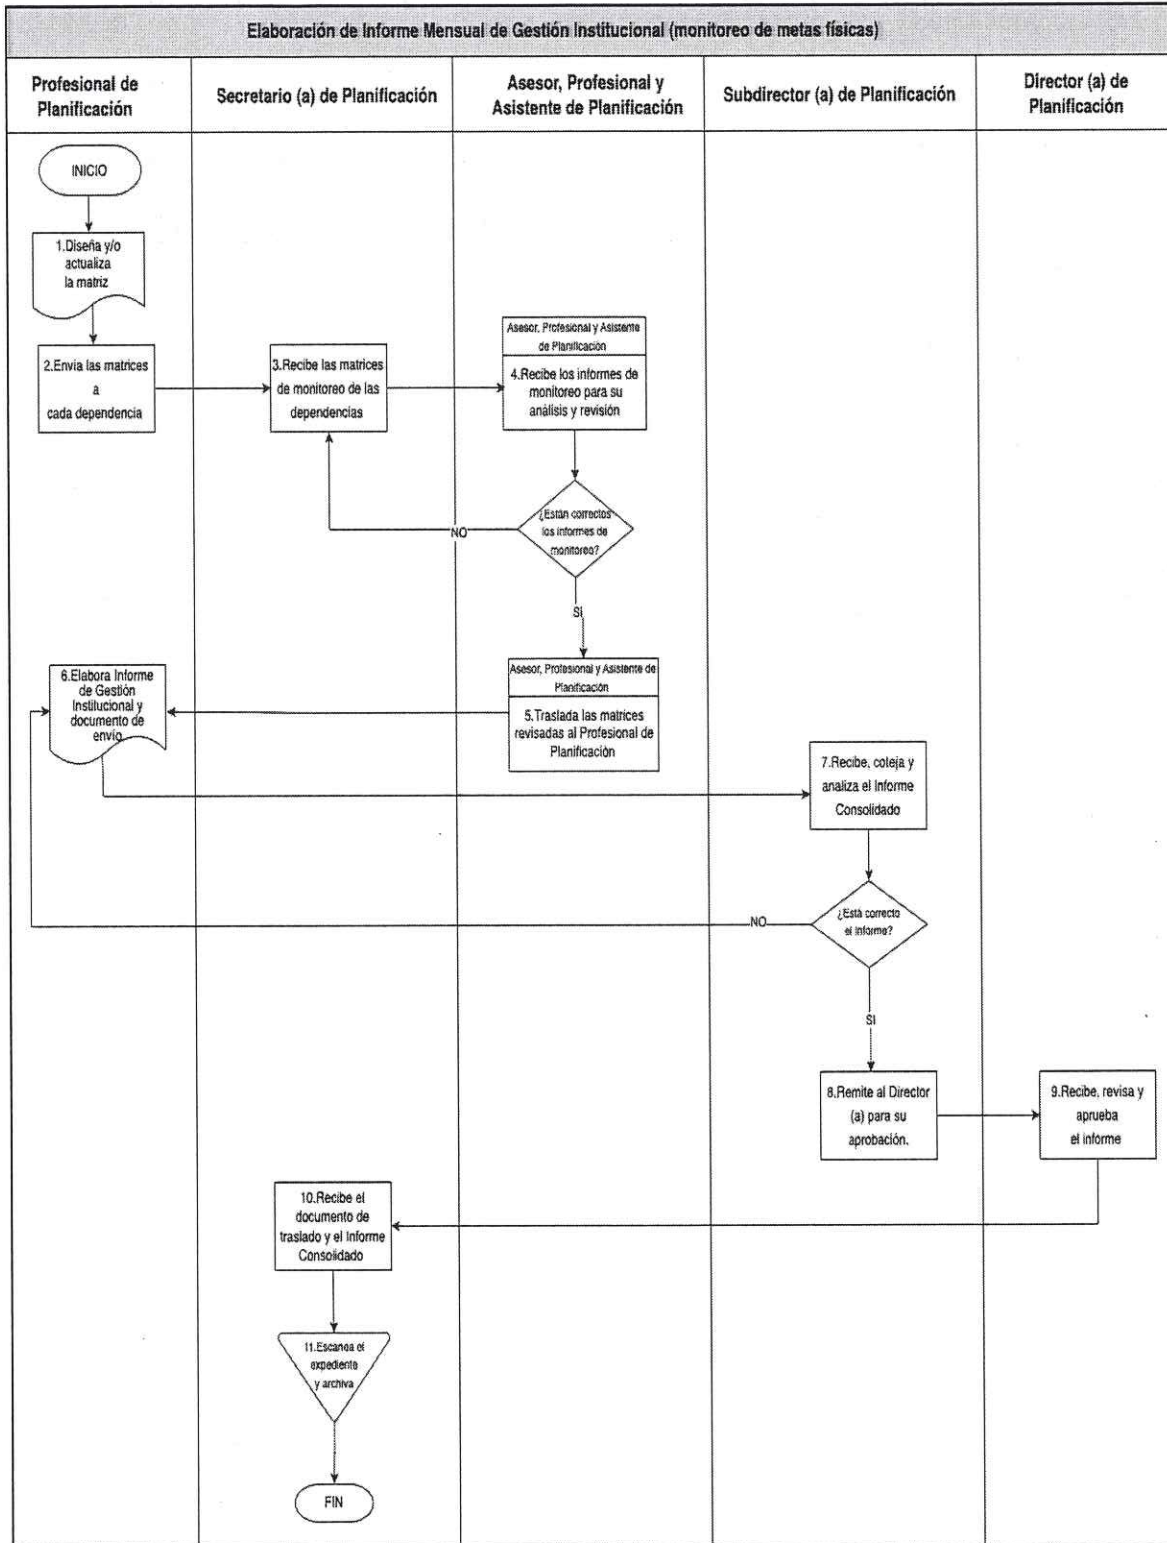 Elaboración de Informe Mensual de Gestión Institucional (monitoreo de metas físicas)
Profesional de
Planificación
Secretario (a) de Planificación
Asesor, Profesional y
Asistente de Planificación
Subdirector (a) de Planificación
Director (a) de
Planificación
INICIO
1.Diseña y/o
actualiza
la matriz
2.Envía las matrices
a
cada dependencia
3.Recibe las matrices
de monitoreo de las
dependencias
Asesor, Profesional y Asistente
de Planificación
4.Recibe los informes de
monitoreo para su
análisis y revisión
¿Están correctos
los informes de
monitoreo?
NO
SI
Asesor, Profesional y Asistente de
Planificación
5.Traslada las matrices
revisadas al Profesional de
Planificación
6.Elabora Informe
de Gestión
Institucional y
documento de
envío
7.Recibe, coteja y
analiza el Informe
Consolidado
¿Está correcto
el informe?
NO
SI
8.Remite al Director
(a) para su
aprobación.
9.Recibe, revisa y
aprueba
el informe
10.Recibe el
documento de
traslado y el Informe
Consolidado
11.Escanea el
expediente
y archiva
FIN